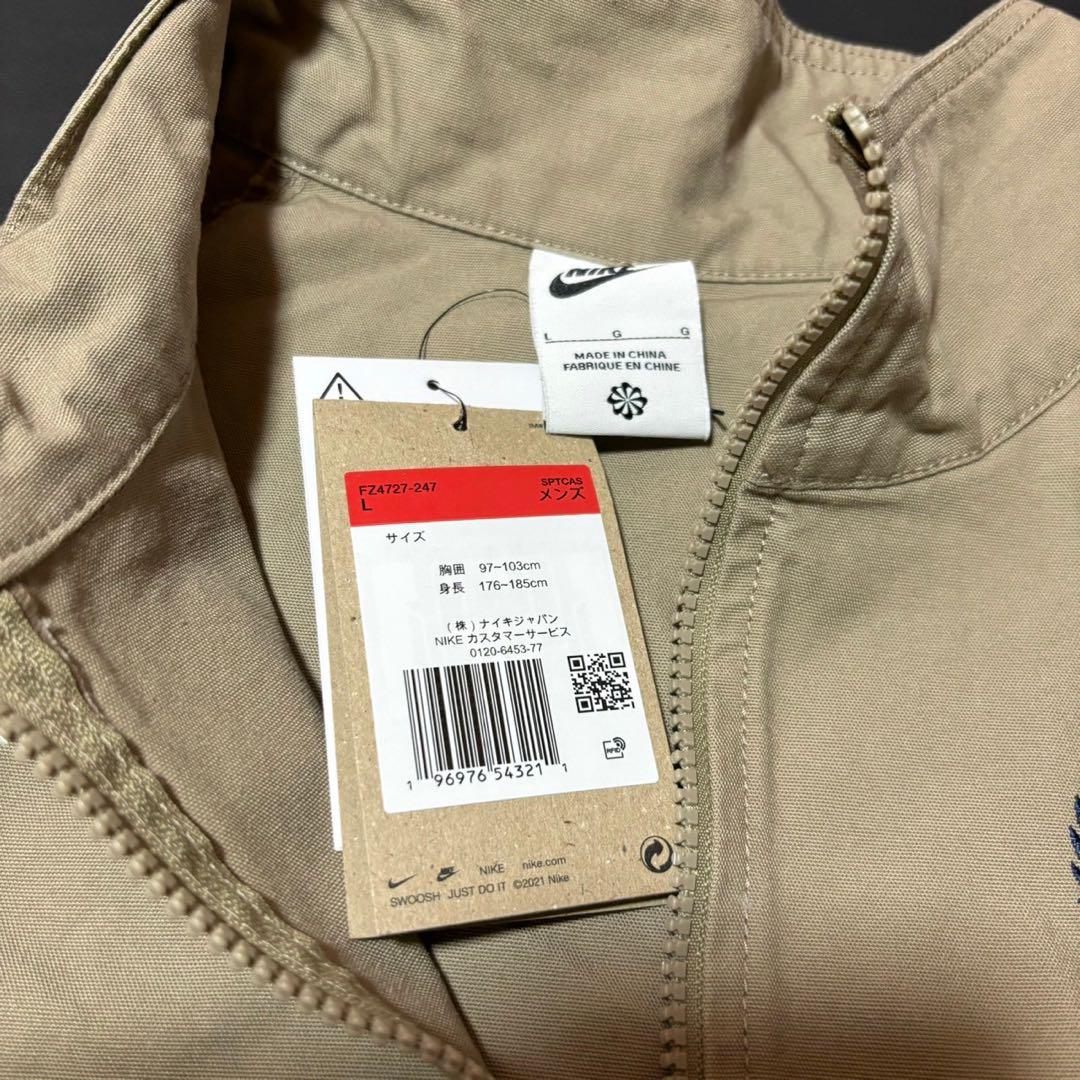 NIKE
L G G
MADE IN CHINA
FABRIQUE EN CHINE
FZ4727-247 SPTCAS
L メンズ
サイズ
胸囲 97~103cm
身長 176~185cm
(株)ナイキジャパン
NIKE カスタマーサービス
0120-6453-77
RFID
1 96976 54321 1
NIKE nike.com
SWOOSH JUST DO IT ©2021 Nike